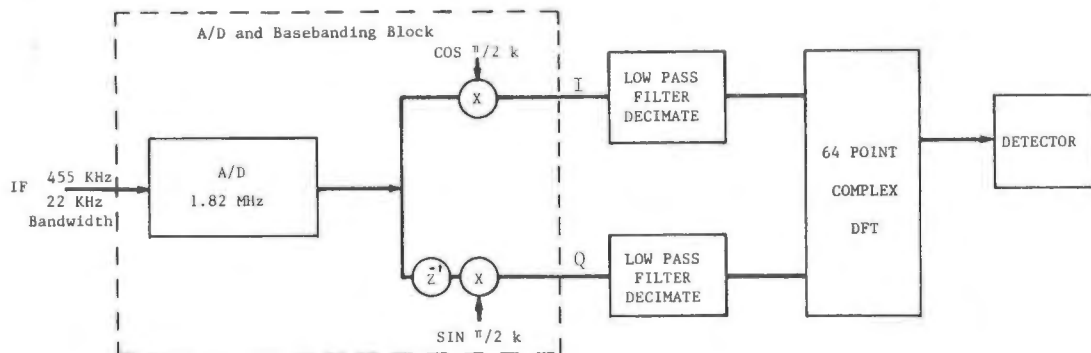 A/D and Basebanding Block
COS π/2 k
X
I
LOW PASS
FILTER
DECIMATE
IF 455 KHz
22 KHz
Bandwidth
A/D
1.82 MHz
64 POINT
COMPLEX
DFT
DETECTOR
Z⁻¹
X
Q
LOW PASS
FILTER
DECIMATE
SIN π/2 k